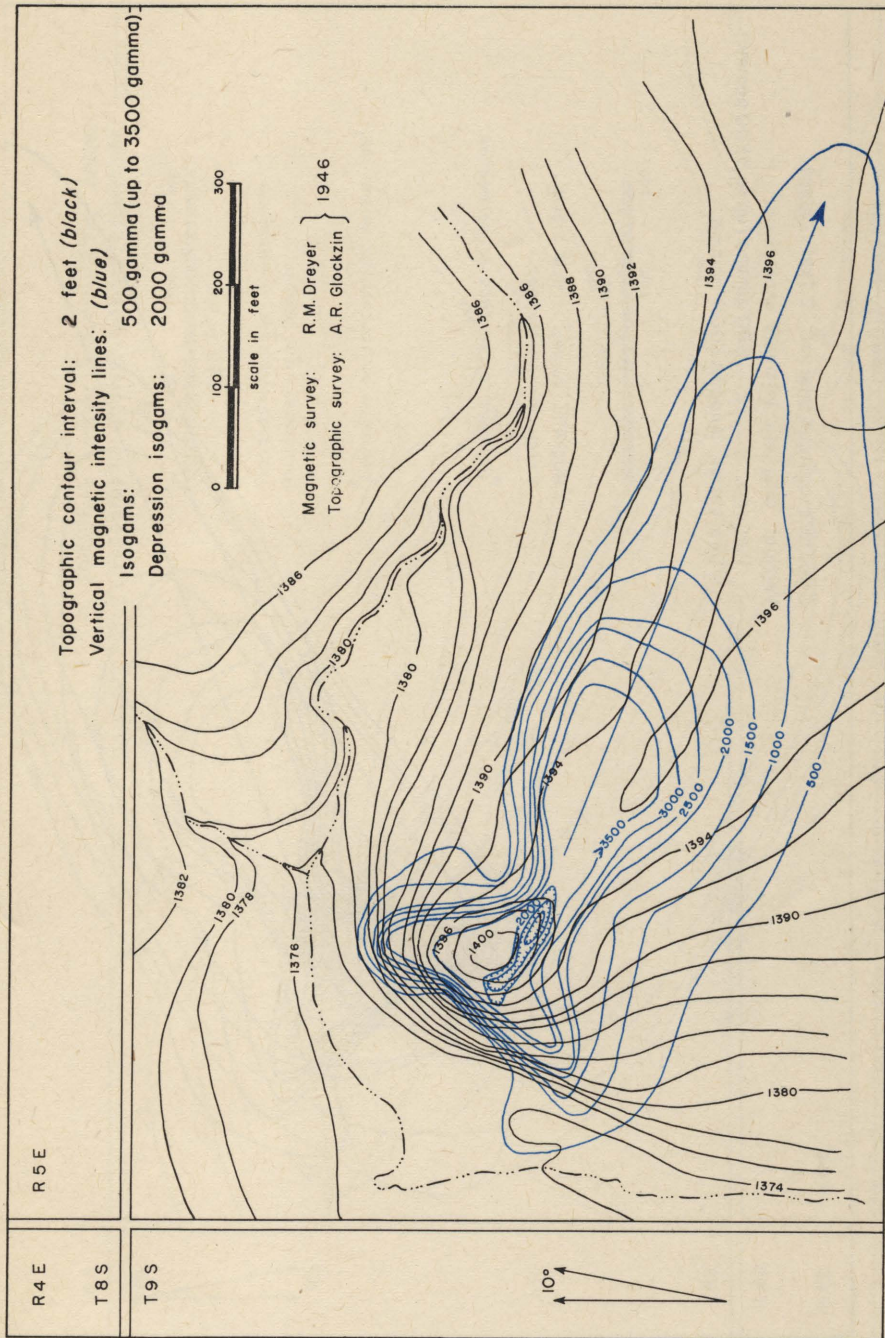 R4E
R5E
T8S
T9S
Topographic contour interval: 2 feet (black)
Vertical magnetic intensity lines: (blue)
Isogams: 500 gamma (up to 3500 gamma)
Depression isogams: 2000 gamma
0 100 200 300
scale in feet
Magnetic survey: R.M. Dreyer
Topographic survey: A.R. Glockzin
1946
1386
1382
1380
1380
1378
1376
1380
1386
1386
1388
1390
1392
1394
1396
1396
1390
1394
1396
1400
2000
>3500
3000
2500
2000
1500
1000
500
1394
1390
1380
1374
10°